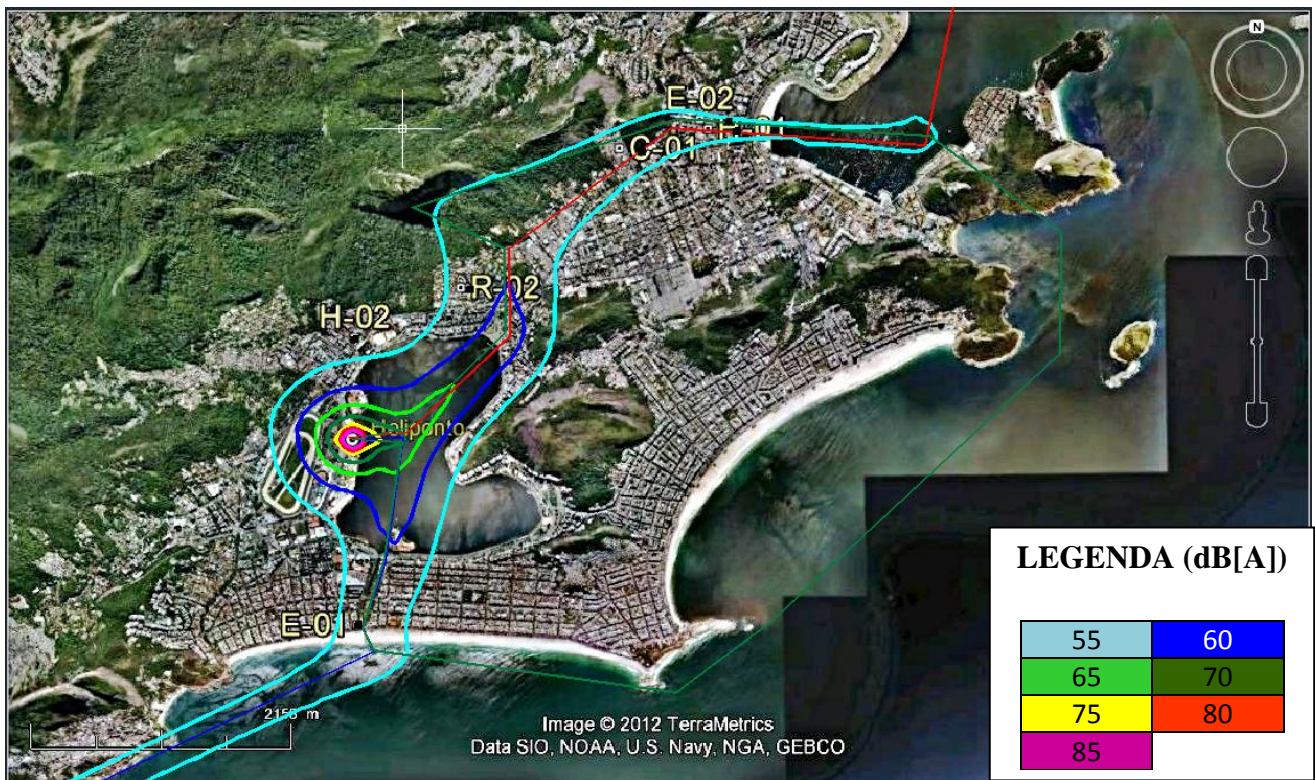 N
E-02
C-01
R-02
H-02
Heliponto
E-01
2153 m
Image © 2012 TerraMetrics
Data SIO, NOAA, U.S. Navy, NGA, GEBCO
LEGENDA (dB[A])
55 60
65 70
75 80
85